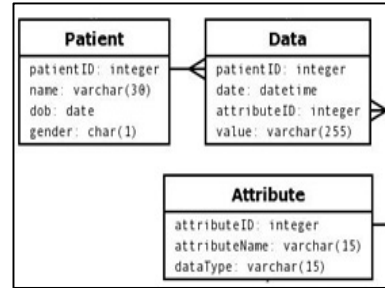 Patient
patientID: integer
name: varchar(30)
dob: date
gender: char(1)
Data
patientID: integer
date: datetime
attributeID: integer
value: varchar(255)
Attribute
attributeID: integer
attributeName: varchar(15)
dataType: varchar(15)